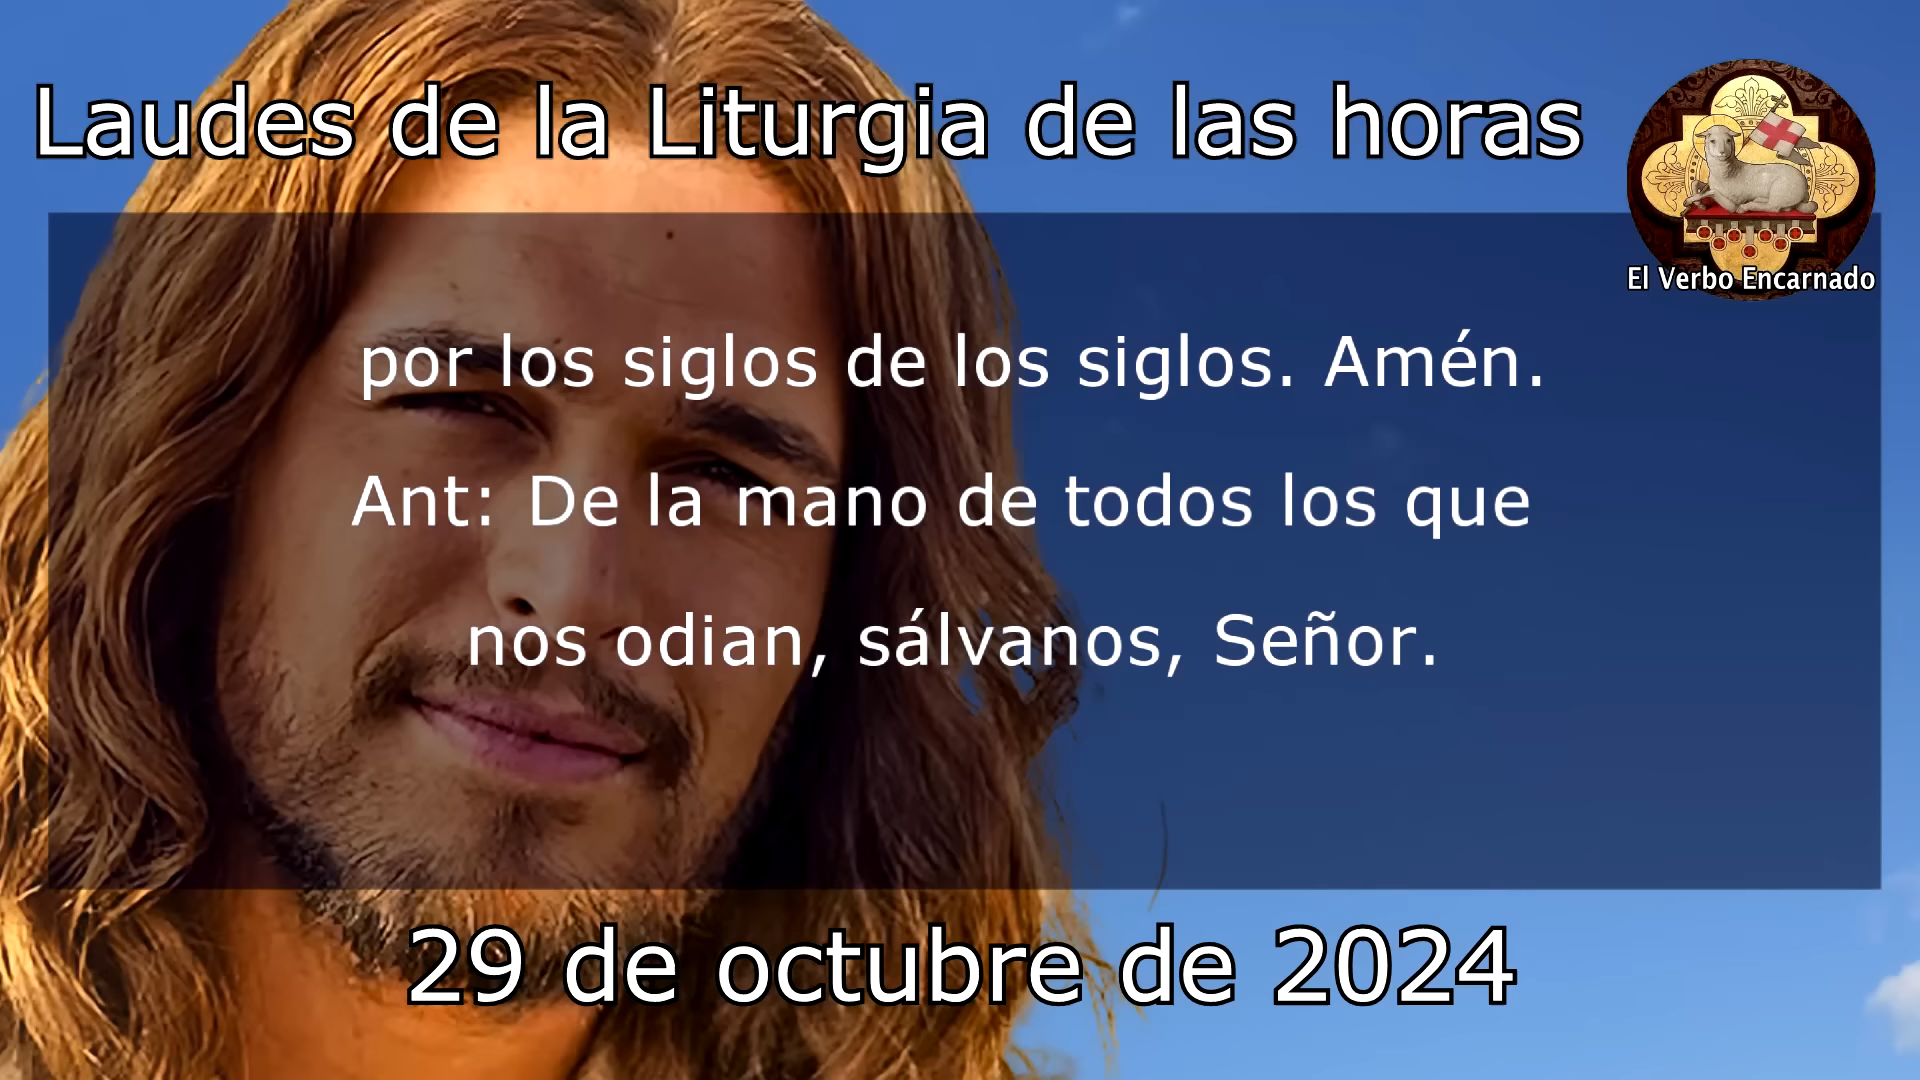 Laudes de la Liturgia de las horas
El Verbo Encarnado
por los siglos de los siglos. Amén.
Ant: De la mano de todos los que
nos odian, sálvanos, Señor.
29 de octubre de 2024